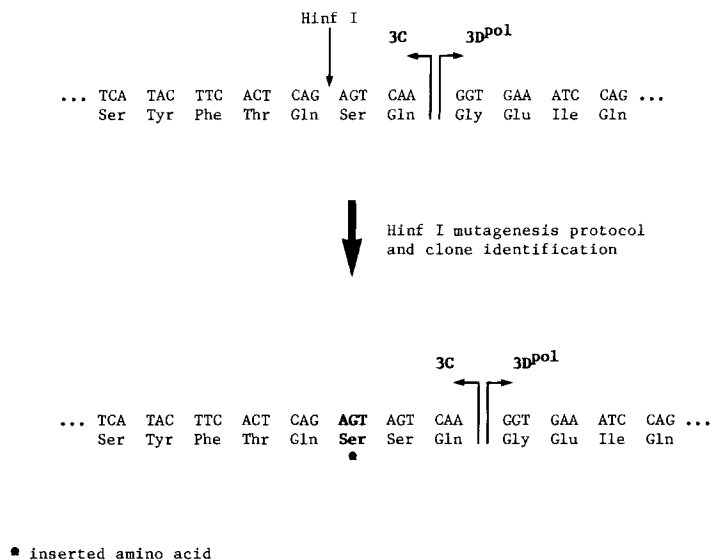 Hinf I
3C 3Dpol
... TCA TAC TTC ACT CAG AGT CAA GGT GAA ATC CAG ...
Ser Tyr Phe Thr Gln Ser Gln Gly Glu Ile Gln
Hinf I mutagenesis protocol
and clone identification
3C 3Dpol
... TCA TAC TTC ACT CAG AGT AGT CAA GGT GAA ATC CAG ...
Ser Tyr Phe Thr Gln Ser Ser Gln Gly Glu Ile Gln
● inserted amino acid